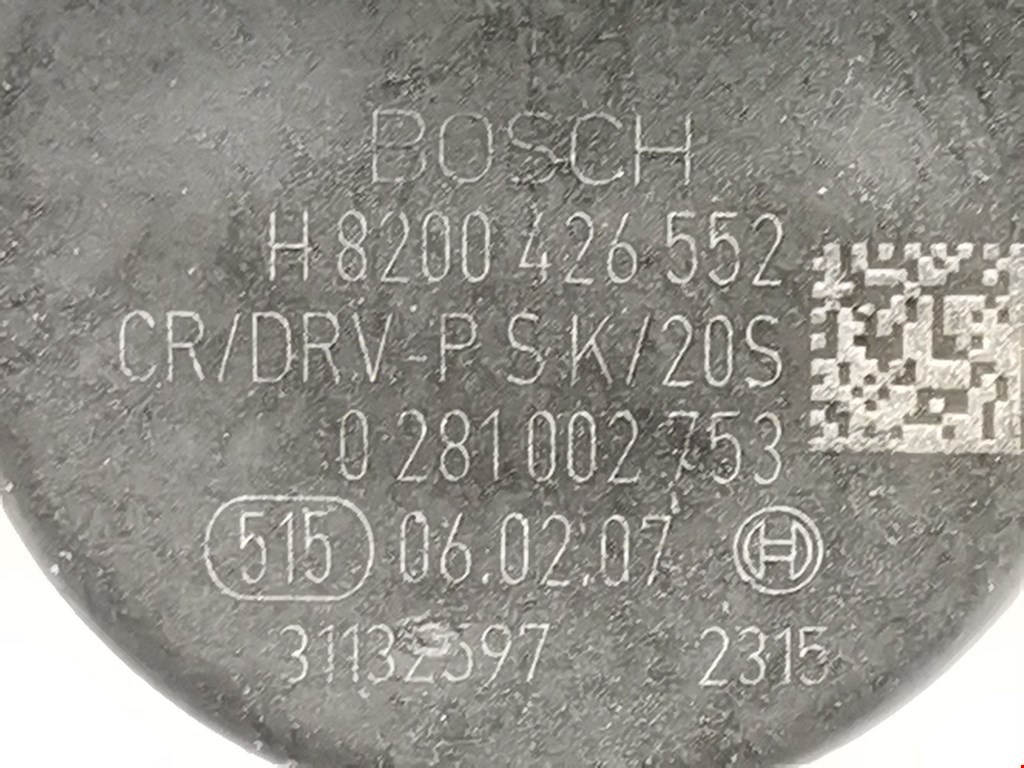 BOSCH
H 8200 426 552
CR/DRV-P S K/20S
0 281 002 753
515 06.02.07
2315